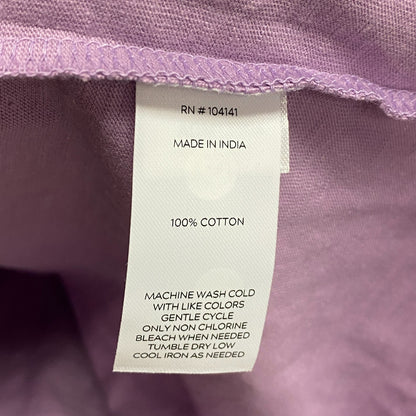 RN # 104141
MADE IN INDIA
100% COTTON
MACHINE WASH COLD
WITH LIKE COLORS
GENTLE CYCLE
ONLY NON CHLORINE
BLEACH WHEN NEEDED
TUMBLE DRY LOW
COOL IRON AS NEEDED